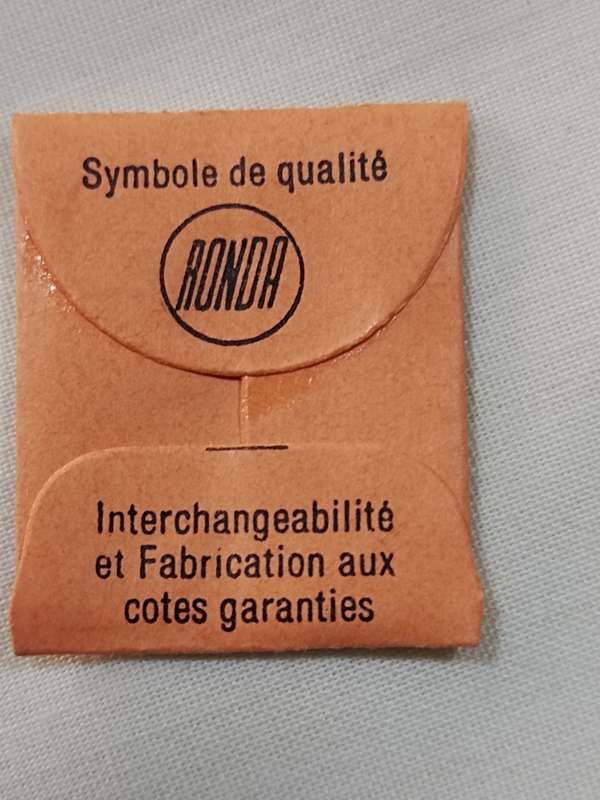 Symbole de qualité
RONDA
Interchangeabilité
et Fabrication aux
cotes garanties